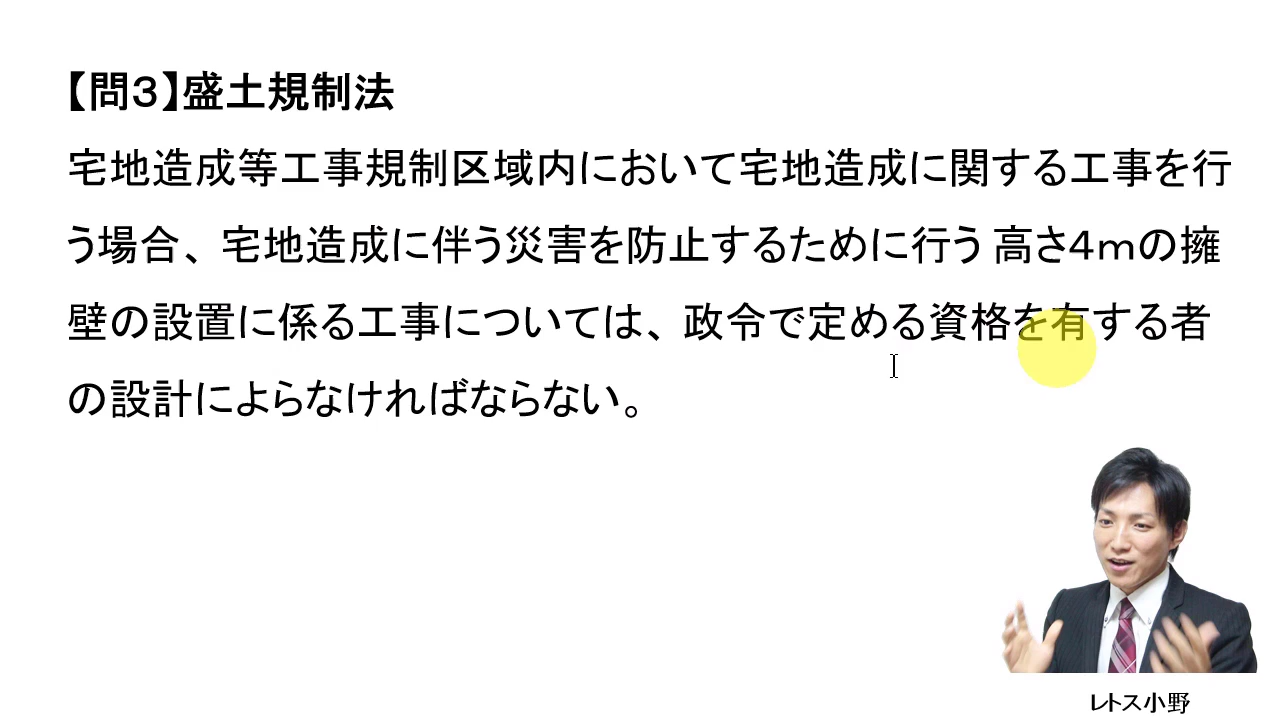 【問３】盛土規制法
宅地造成等工事規制区域内において宅地造成に関する工事を行
う場合、宅地造成に伴う災害を防止するために行う 高さ４ｍの擁
壁の設置に係る工事については、政令で定める資格を有する者
の設計によらなければならない。
レトス小野